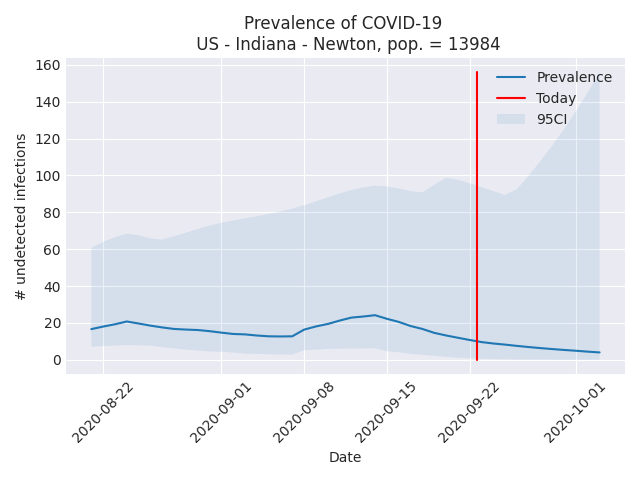 Prevalence of COVID-19
US - Indiana - Newton, pop. = 13984
160
140
120
100
80
60
40
20
0
# undetected infections
Prevalence
Today
95CI
2020-08-22
2020-09-01
2020-09-08
2020-09-15
2020-09-22
2020-10-01
Date